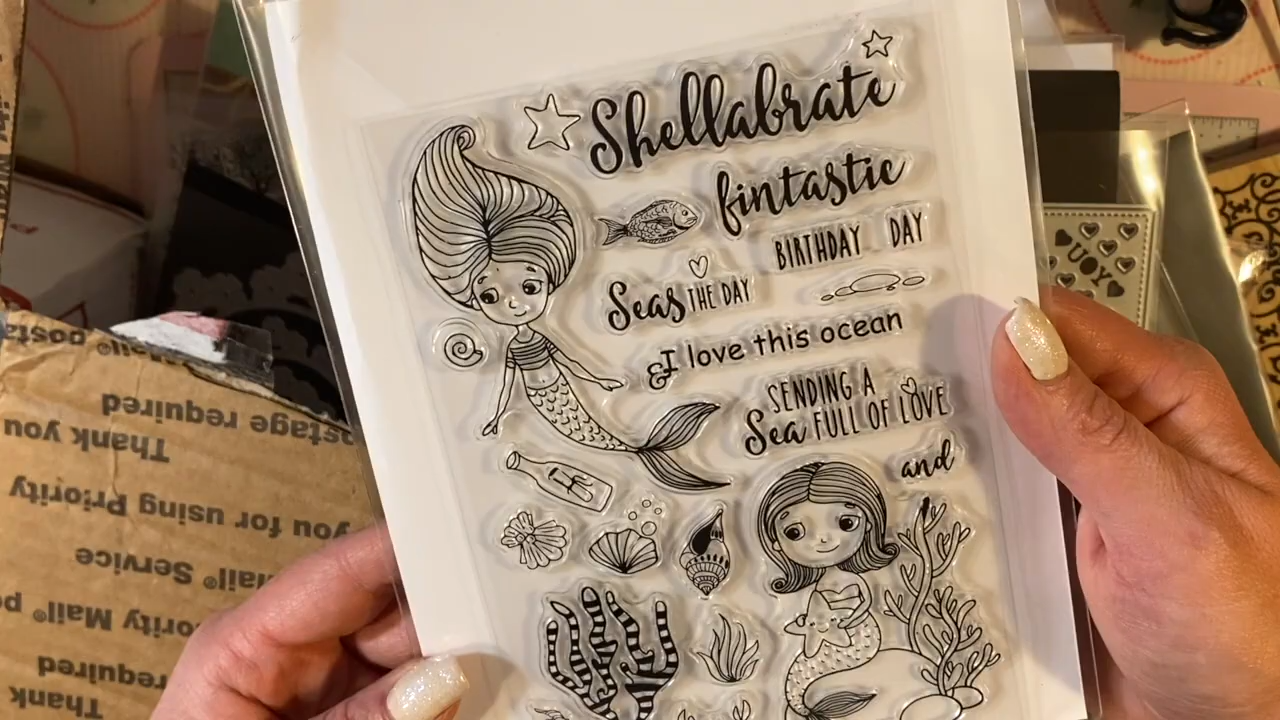 Shellabrate
fintastic
BIRTHDAY DAY
Seas THE DAY
& I love this ocean
SENDING A
Sea FULL OF LOVE
and
YOU
postage required
Thank you
you for using Priority
Mail® Service
Priority Mail®
required
Thank